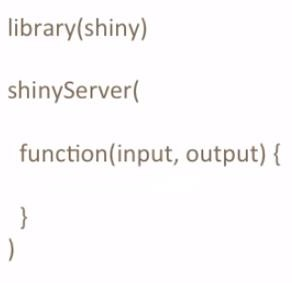 library(shiny)
shinyServer(
function(input, output) {
}
)